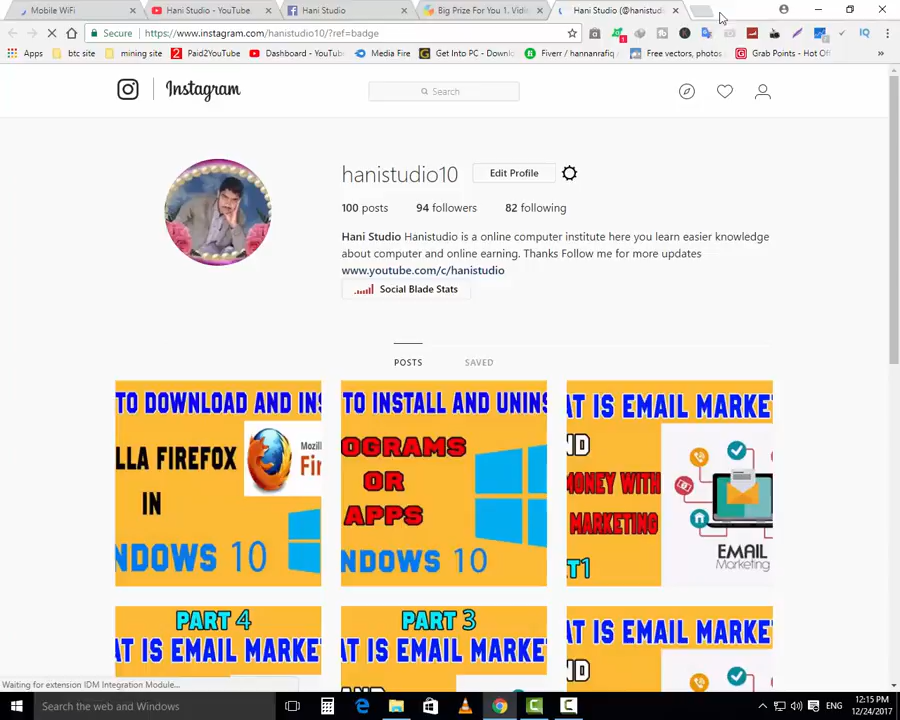 Mobile WiFi
Hani Studio - YouTube
Hani Studio
Big Prize For You 1. Vide
Hani Studio (@hanistud
Secure
https://www.instagram.com/hanistudio10/?ref=badge
Apps
btc site
mining site
Paid2YouTube
Dashboard - YouTub
Media Fire
Get Into PC - Downlo
Fiverr / hannanrafiq
Free vectors, photos
Grab Points - Hot Off
Instagram
Search
hanistudio10
Edit Profile
100 posts
94 followers
82 following
Hani Studio Hanistudio is a online computer institute here you learn easier knowledge
about computer and online earning. Thanks Follow me for more updates
www.youtube.com/c/hanistudio
Social Blade Stats
POSTS
SAVED
TO DOWNLOAD AND INS
LLA FIREFOX
IN
NDOWS 10
Mozill
Fir
TO INSTALL AND UNINS
OGRAMS
OR
APPS
NDOWS 10
AT IS EMAIL MARKE
ND
MONEY WITH
MARKETING
T1
EMAIL
Marketing
PART 4
AT IS EMAIL MARKE
PART 3
AT IS EMAIL MARKE
AND
AT IS EMAIL MARKE
ND
Waiting for extension IDM Integration Module...
Search the web and Windows
ENG
12:15 PM
12/24/2017